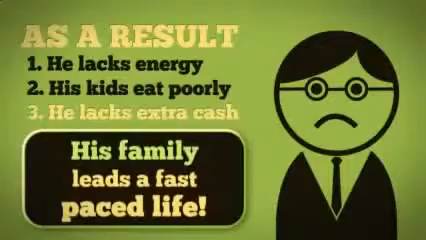 AS A RESULT
1. He lacks energy
2. His kids eat poorly
3. He lacks extra cash
His family
leads a fast
paced life!